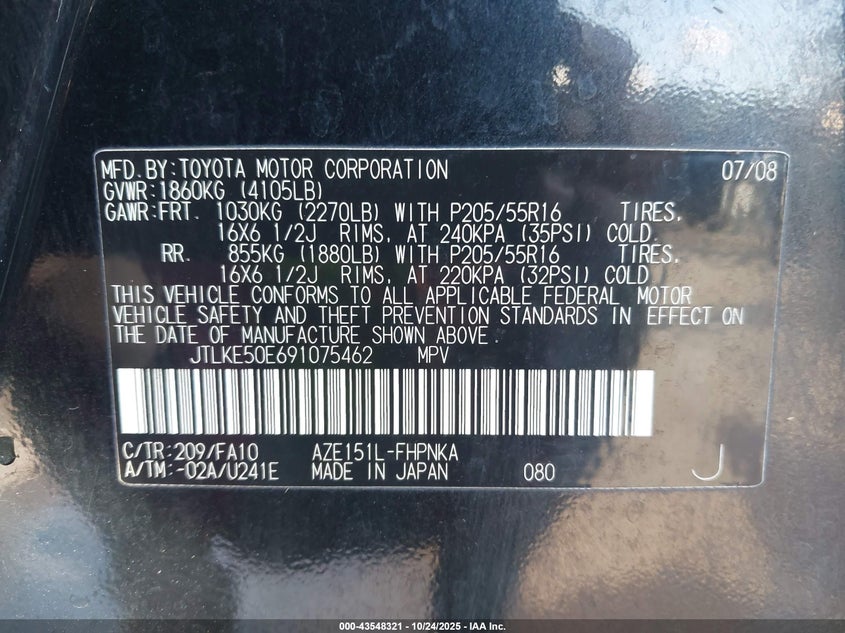 MFD.BY:TOYOTA MOTOR CORPORATION 07/08
GVWR:1860KG (4105LB)
GAWR:FRT. 1030KG (2270LB) WITH P205/55R16 TIRES,
16X6 1/2J RIMS, AT 240KPA (35PSI) COLD.
RR. 855KG (1880LB) WITH P205/55R16 TIRES,
16X6 1/2J RIMS, AT 220KPA (32PSI) COLD
THIS VEHICLE CONFORMS TO ALL APPLICABLE FEDERAL MOTOR
VEHICLE SAFETY AND THEFT PREVENTION STANDARDS IN EFFECT ON
THE DATE OF MANUFACTURE SHOWN ABOVE.
JTLKE50E691075462 MPV
C/TR:209/FA10 AZE151L-FHPNKA
A/TM:-02A/U241E MADE IN JAPAN 080 J
000-43548321 - 10/24/2025 - IAA Inc.